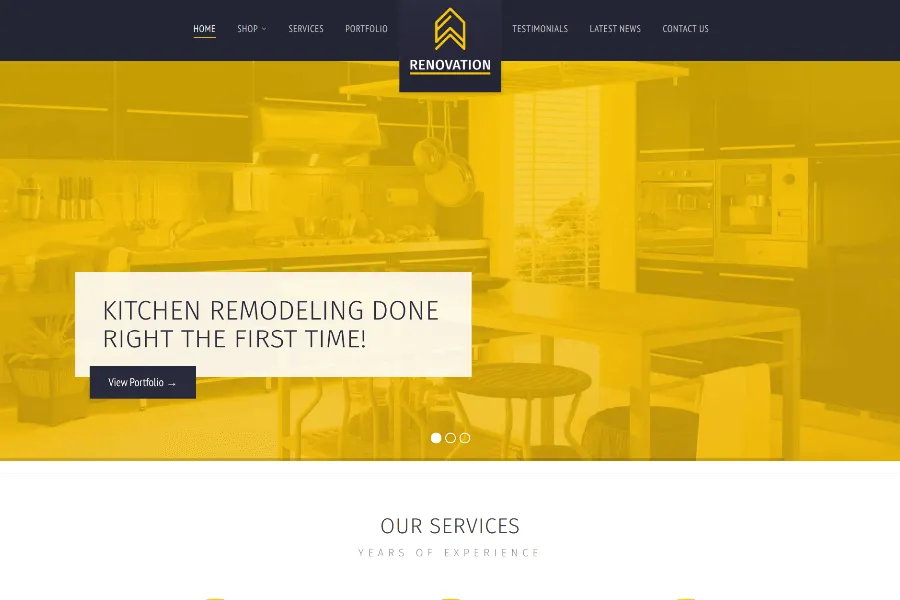 HOME SHOP SERVICES PORTFOLIO TESTIMONIALS LATEST NEWS CONTACT US
RENOVATION
KITCHEN REMODELING DONE
RIGHT THE FIRST TIME!
View Portfolio →
OUR SERVICES
YEARS OF EXPERIENCE